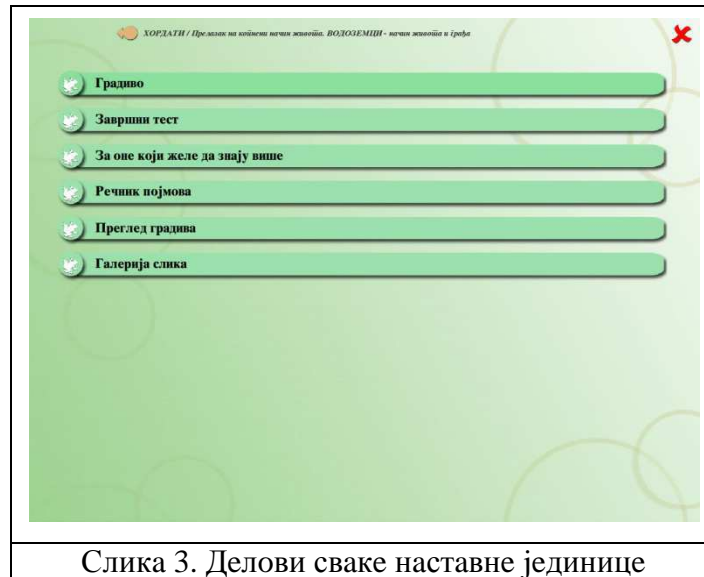 ХОРДАТИ / Прелазак на копнени начин живота. ВОДОЗЕМЦИ - начин живота и грађа
Градиво
Завршни тест
За оне који желе да знају више
Речник појмова
Преглед градива
Галерија слика
Слика 3. Делови сваке наставне јединице